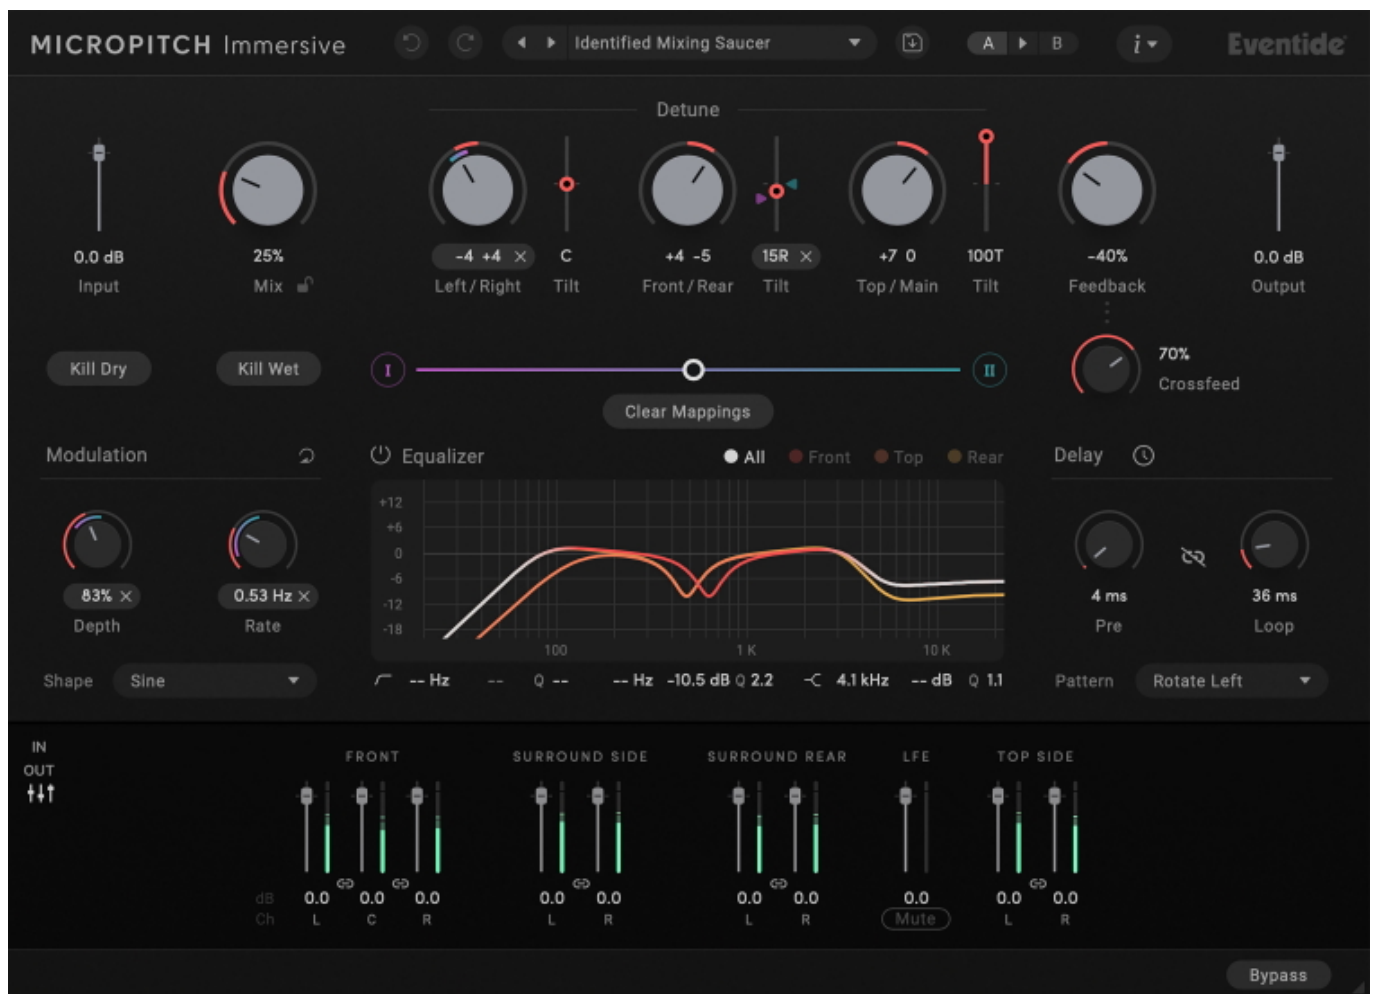 MICROPITCH Immersive
Identified Mixing Saucer
A
B
i
Eventide
Detune
0.0 dB
25%
-4 +4 ×
C
+4 -5
15R ×
+7 0
100T
-40%
0.0 dB
Input
Mix
Left / Right
Tilt
Front / Rear
Tilt
Top / Main
Tilt
Feedback
Output
Kill Dry
Kill Wet
I
II
70%
Crossfeed
Clear Mappings
Modulation
Equalizer
All
Front
Top
Rear
Delay
+12
+6
0
-6
-12
-18
100
1 K
10 K
83% ×
0.53 Hz ×
4 ms
36 ms
Depth
Rate
Pre
Loop
Shape
Sine
-- Hz
--
Q --
-- Hz
-10.5 dB
Q 2.2
4.1 kHz
-- dB
Q 1.1
Pattern
Rotate Left
IN
OUT
FRONT
SURROUND SIDE
SURROUND REAR
LFE
TOP SIDE
dB
0.0
0.0
0.0
0.0
0.0
0.0
0.0
0.0
0.0
0.0
Ch
L
C
R
L
R
L
R
Mute
L
R
Bypass